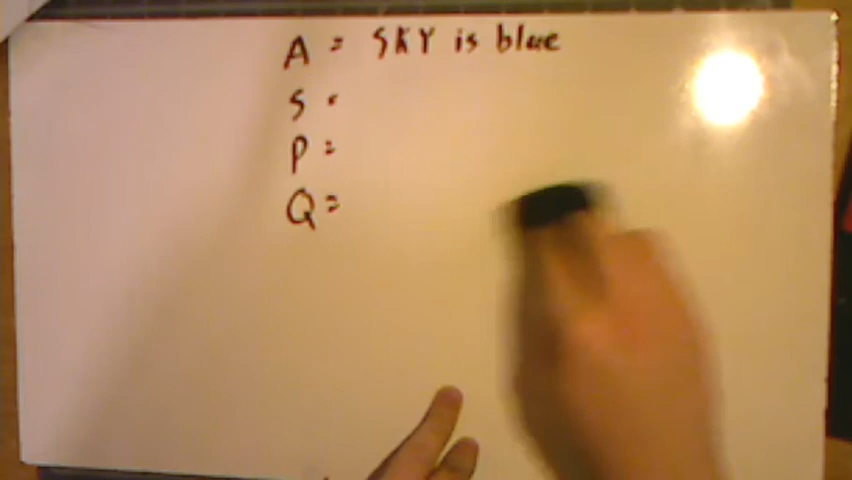 A = SKY is blue
S =
P =
Q =